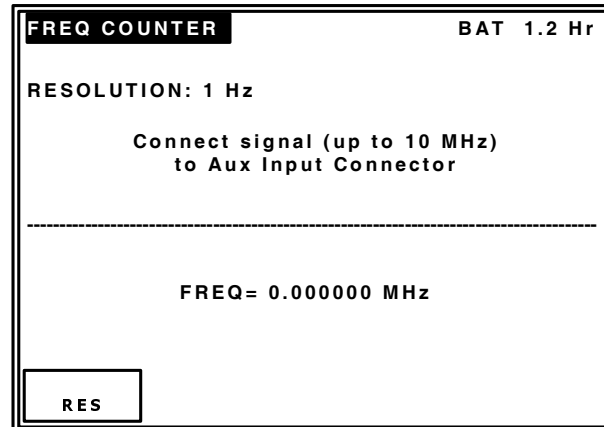 FREQ COUNTER BAT 1.2 Hr
RESOLUTION: 1 Hz
Connect signal (up to 10 MHz)
to Aux Input Connector
FREQ= 0.000000 MHz
RES